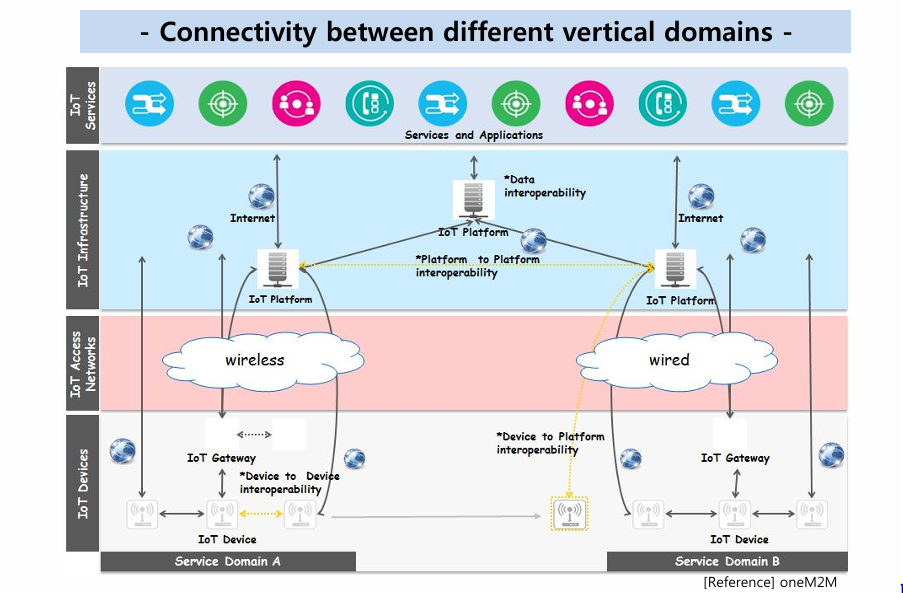 - Connectivity between different vertical domains -
IoT
Services
Services and Applications
IoT Infrastructure
*Data
interoperability
Internet
Internet
IoT Platform
*Platform to Platform
interoperability
IoT Platform
IoT Platform
IoT Access
Networks
wireless
wired
IoT Devices
*Device to Platform
interoperability
IoT Gateway
IoT Gateway
*Device to Device
interoperability
IoT Device
IoT Device
Service Domain A
Service Domain B
[Reference] oneM2M